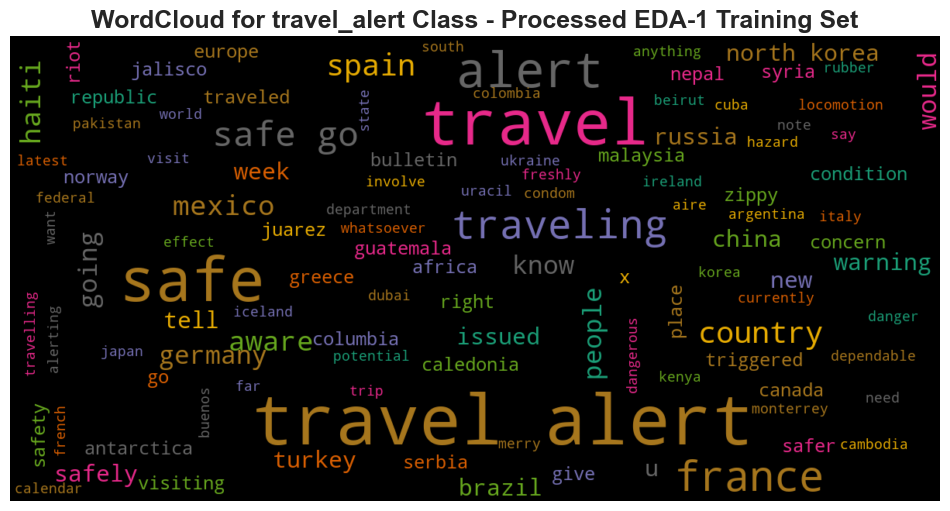 WordCloud for travel_alert Class - Processed EDA-1 Training Set
south
europe
anything
riot
spain
alert
north korea
jalisco
nepal
syria
rubber
haiti
plnow
republic
traveled
colombia
beirut
cuba
locomotion
world
state
travel
pakistan
safe go
russia
note
say
hazard
latest
visit
bulletin
ukraine
malaysia
norway
week
freshly
condition
involve
uracil
condom
ireland
zippy
federal
mexico
department
aire
argentina
italy
want
juarez
whatsoever
traveling
effect
guatemala
china
concern
going
know
africa
warning
safe
greece
x
korea
new
dubai
right
currently
travelling
alerting
iceland
people
place
danger
tell
aware
columbia
issued
country
japan
germany
potential
caledonia
dangerous
triggered
dependable
go
far
kenya
trip
canada
need
buenos
travel alert
monterrey
safety
french
antarctica
merry
safer
cambodia
turkey
serbia
u
safely
visiting
give
france
calendar
brazil